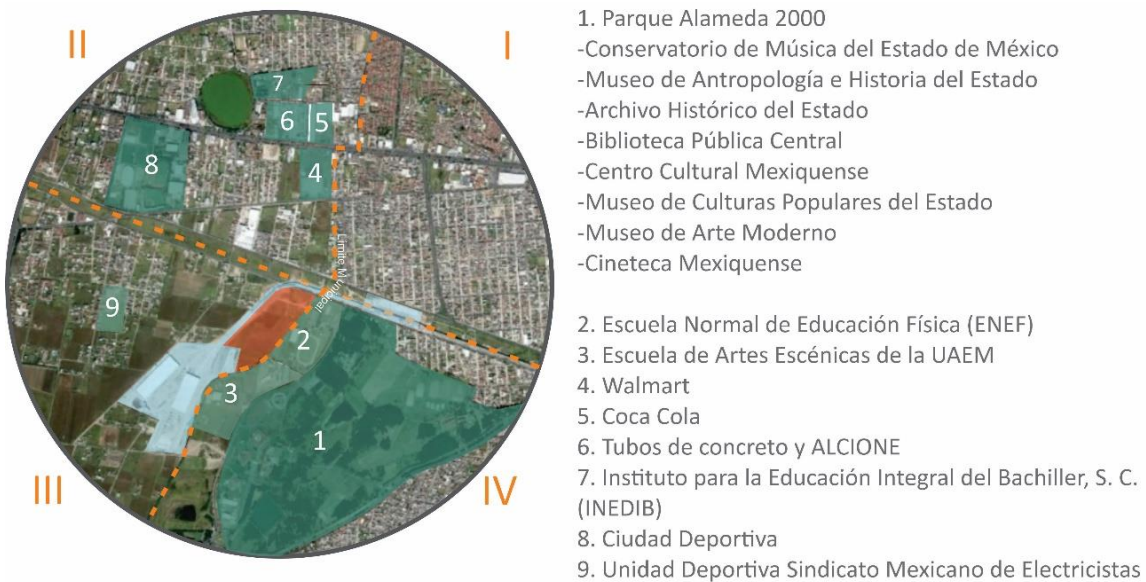 II
I
7
6
5
8
4
Límite Municipal
9
2
3
1
III
IV
1. Parque Alameda 2000
-Conservatorio de Música del Estado de México
-Museo de Antropología e Historia del Estado
-Archivo Histórico del Estado
-Biblioteca Pública Central
-Centro Cultural Mexiquense
-Museo de Culturas Populares del Estado
-Museo de Arte Moderno
-Cineteca Mexiquense
2. Escuela Normal de Educación Física (ENEF)
3. Escuela de Artes Escénicas de la UAEM
4. Walmart
5. Coca Cola
6. Tubos de concreto y ALCIONE
7. Instituto para la Educación Integral del Bachiller, S. C.
(INEDIB)
8. Ciudad Deportiva
9. Unidad Deportiva Sindicato Mexicano de Electricistas